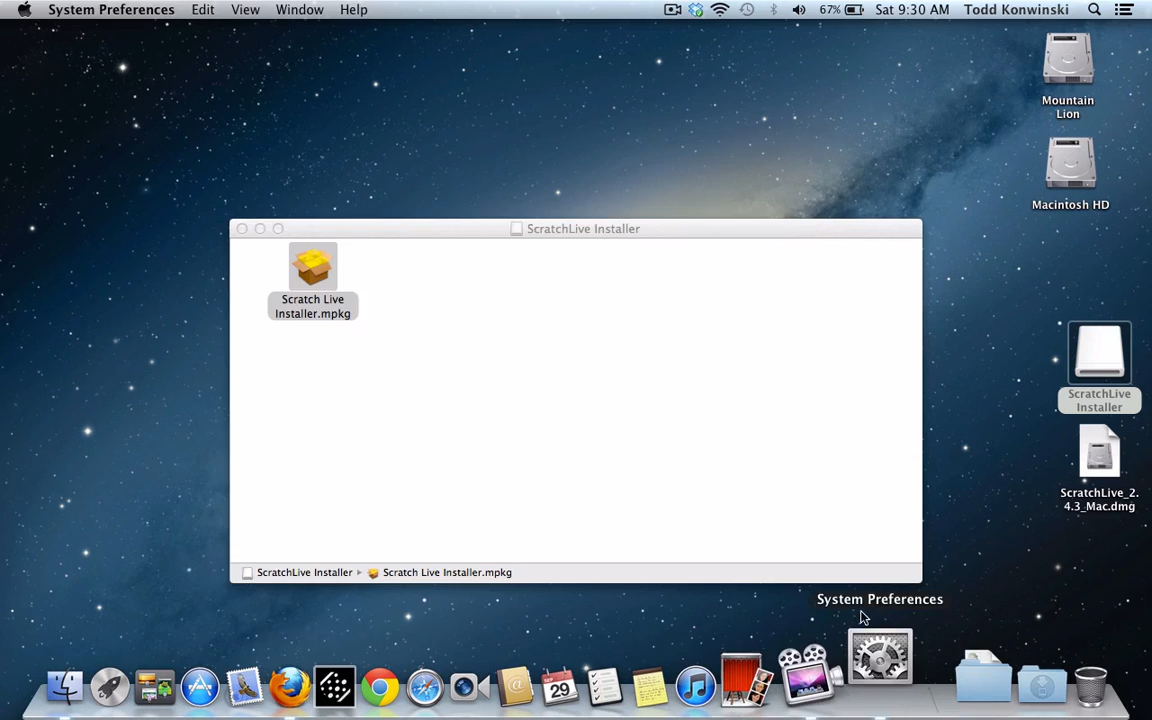 System Preferences Edit View Window Help 67% Sat 9:30 AM Todd Konwinski
Mountain
Lion
Macintosh HD
ScratchLive Installer
Scratch Live
Installer.mpkg
ScratchLive
Installer
ScratchLive_2.
4.3_Mac.dmg
ScratchLive Installer Scratch Live Installer.mpkg
System Preferences
SEP
29